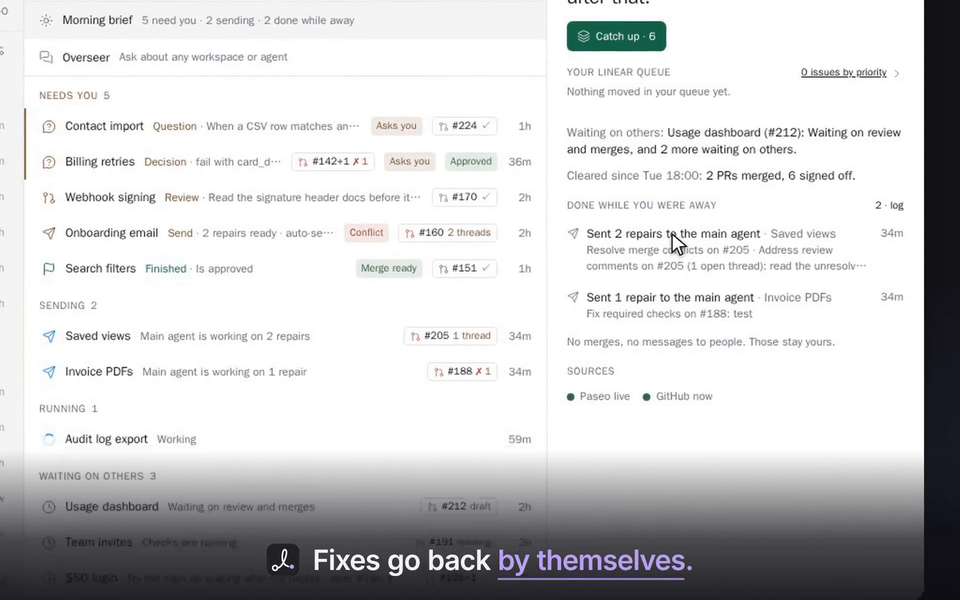 Morning brief 5 need you · 2 sending · 2 done while away
Overseer Ask about any workspace or agent
NEEDS YOU 5
Contact import Question · When a CSV row matches an··· Asks you #224 ✓ 1h
Billing retries Decision · fail with card_d··· #142+1 ✗ 1 Asks you Approved 36m
Webhook signing Review · Read the signature header docs before it··· #170 ✓ 2h
Onboarding email Send · 2 repairs ready · auto-se··· Conflict #160 2 threads 2h
Search filters Finished · Is approved Merge ready #151 ✓ 1h
SENDING 2
Saved views Main agent is working on 2 repairs #205 1 thread 34m
Invoice PDFs Main agent is working on 1 repair #188 ✗ 1 34m
RUNNING 1
Audit log export Working 59m
WAITING ON OTHERS 3
Usage dashboard Waiting on review and merges #212 draft 2h
Team invites Checks are running #191
SSO login
after that.
Catch up · 6
YOUR LINEAR QUEUE 0 issues by priority
Nothing moved in your queue yet.
Waiting on others: Usage dashboard (#212): Waiting on review
and merges, and 2 more waiting on others.
Cleared since Tue 18:00: 2 PRs merged, 6 signed off.
DONE WHILE YOU WERE AWAY 2 · log
Sent 2 repairs to the main agent · Saved views 34m
Resolve merge conflicts on #205 · Address review
comments on #205 (1 open thread): read the unresolv···
Sent 1 repair to the main agent · Invoice PDFs 34m
Fix required checks on #188: test
No merges, no messages to people. Those stay yours.
SOURCES
Paseo live GitHub now
Fixes go back by themselves.